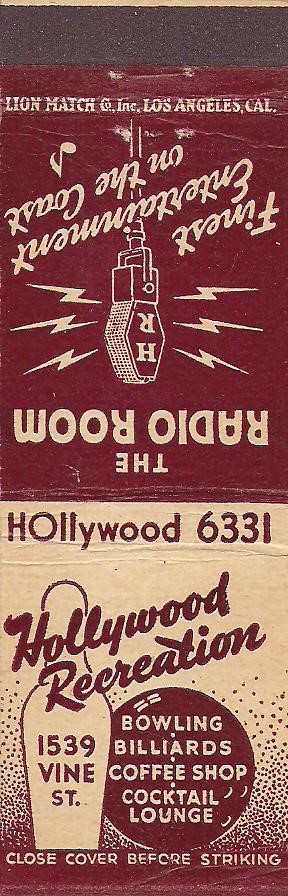 LION MATCH Co., Inc. LOS ANGELES, CAL.
THE
RADIO ROOM
H
R
Finest
Entertainment
on the Coast
HOllywood 6331
Hollywood
Recreation
1539
VINE
ST.
BOWLING
BILLIARDS
COFFEE SHOP
COCKTAIL
LOUNGE
CLOSE COVER BEFORE STRIKING